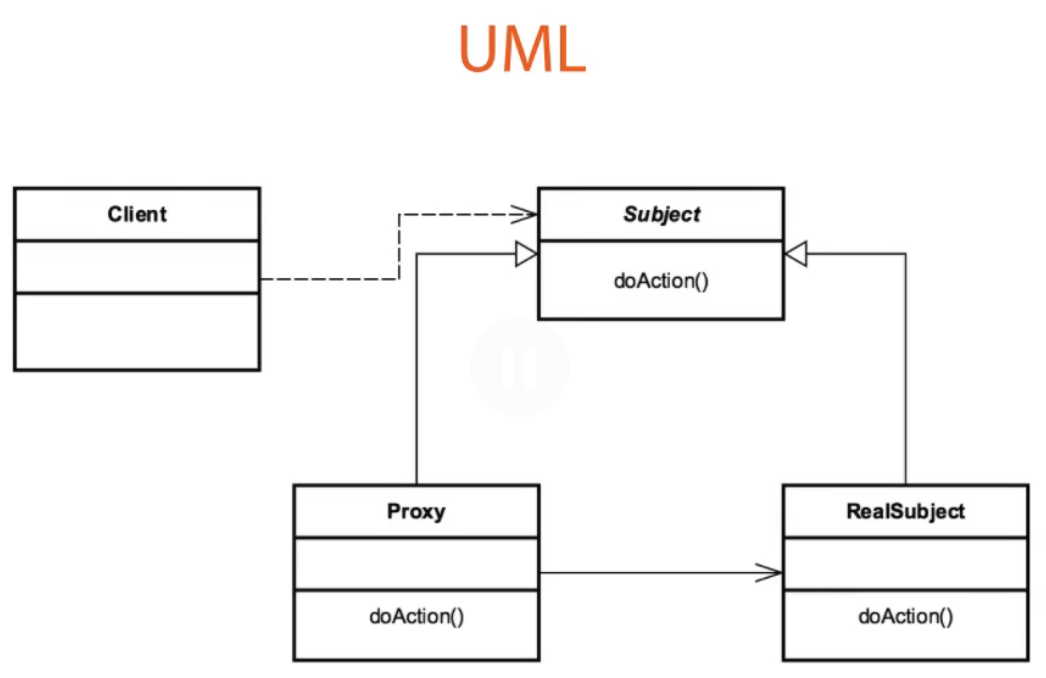 UML
Client
Subject
doAction()
Proxy
doAction()
RealSubject
doAction()